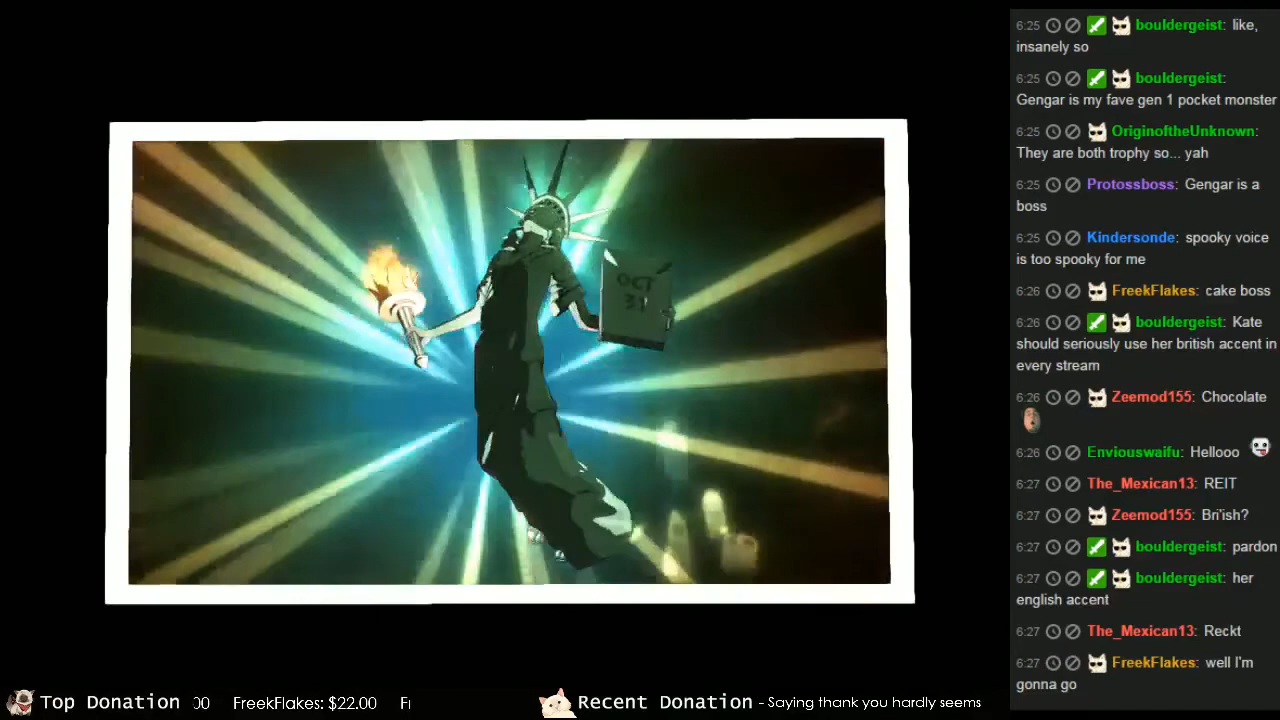 OCT
31
6:25 bouldergeist: like,
insanely so
6:25 bouldergeist:
Gengar is my fave gen 1 pocket monster
6:25 OriginoftheUnknown:
They are both trophy so... yah
6:25 Protossboss: Gengar is a
boss
6:25 Kindersonde: spooky voice
is too spooky for me
6:26 FreekFlakes: cake boss
6:26 bouldergeist: Kate
should seriously use her british accent in
every stream
6:26 Zeemod155: Chocolate
6:26 Enviouswaifu: Hellooo
6:27 The_Mexican13: REIT
6:27 Zeemod155: Bri'ish?
6:27 bouldergeist: pardon
6:27 bouldergeist: her
english accent
6:27 The_Mexican13: Reckt
6:27 FreekFlakes: well I'm
gonna go
Top Donation 00 FreekFlakes: $22.00 Fr
Recent Donation - Saying thank you hardly seems